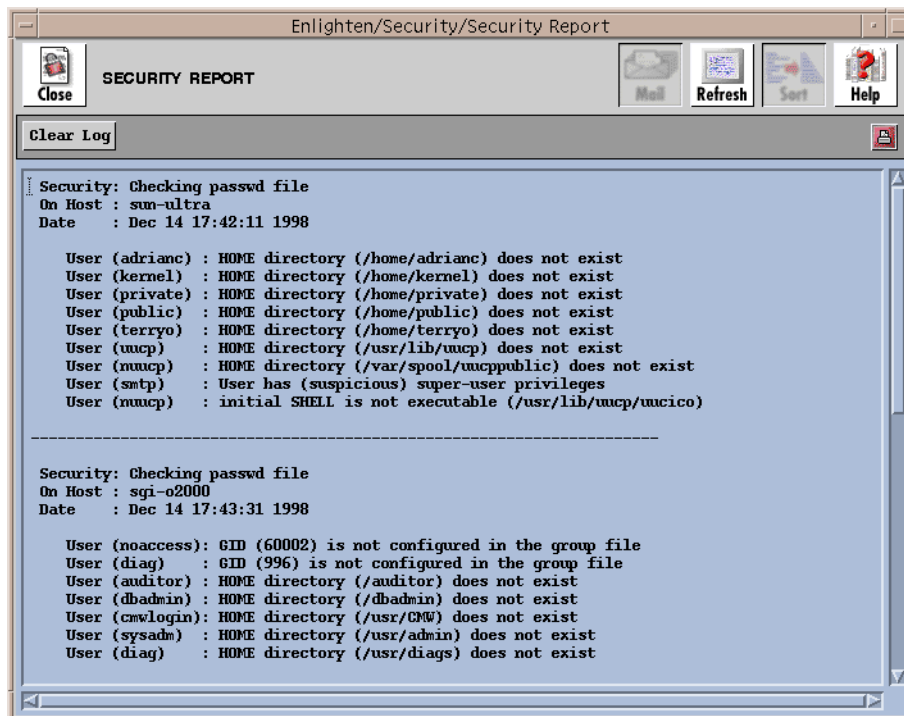 Enlighten/Security/Security Report
Close
SECURITY REPORT
Mail
Refresh
Sort
Help
Clear Log
Security: Checking passwd file
On Host : sun-ultra
Date : Dec 14 17:42:11 1998
User (adrianc) : HOME directory (/home/adrianc) does not exist
User (kernel) : HOME directory (/home/kernel) does not exist
User (private) : HOME directory (/home/private) does not exist
User (public) : HOME directory (/home/public) does not exist
User (terryo) : HOME directory (/home/terryo) does not exist
User (uucp) : HOME directory (/usr/lib/uucp) does not exist
User (nuucp) : HOME directory (/var/spool/uucppublic) does not exist
User (smtp) : User has (suspicious) super-user privileges
User (nuucp) : initial SHELL is not executable (/usr/lib/uucp/uucico)
----------------------------------------------------------------------
Security: Checking passwd file
On Host : sgi-o2000
Date : Dec 14 17:43:31 1998
User (noaccess): GID (60002) is not configured in the group file
User (diag) : GID (996) is not configured in the group file
User (auditor) : HOME directory (/auditor) does not exist
User (dbadmin) : HOME directory (/dbadmin) does not exist
User (cmwlogin): HOME directory (/usr/CMW) does not exist
User (sysadm) : HOME directory (/usr/admin) does not exist
User (diag) : HOME directory (/usr/diags) does not exist